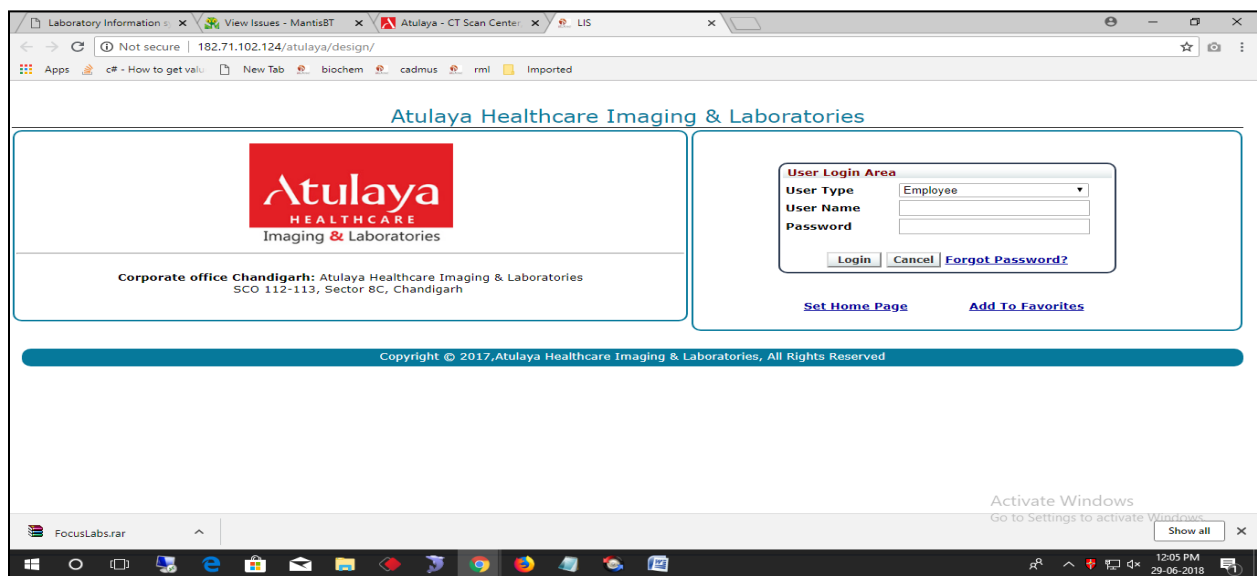 Laboratory Information s
View Issues - MantisBT
Atulaya - CT Scan Center
LIS
Not secure | 182.71.102.124/atulaya/design/
Apps
c# - How to get valu
New Tab
biochem
cadmus
rml
Imported
Atulaya Healthcare Imaging & Laboratories
Atulaya
HEALTHCARE
Imaging & Laboratories
Corporate office Chandigarh: Atulaya Healthcare Imaging & Laboratories
SCO 112-113, Sector 8C, Chandigarh
User Login Area
User Type Employee
User Name
Password
Login Cancel Forgot Password?
Set Home Page Add To Favorites
Copyright © 2017,Atulaya Healthcare Imaging & Laboratories, All Rights Reserved
Activate Windows
Go to Settings to activate Windows.
FocusLabs.rar
Show all
12:05 PM
29-06-2018